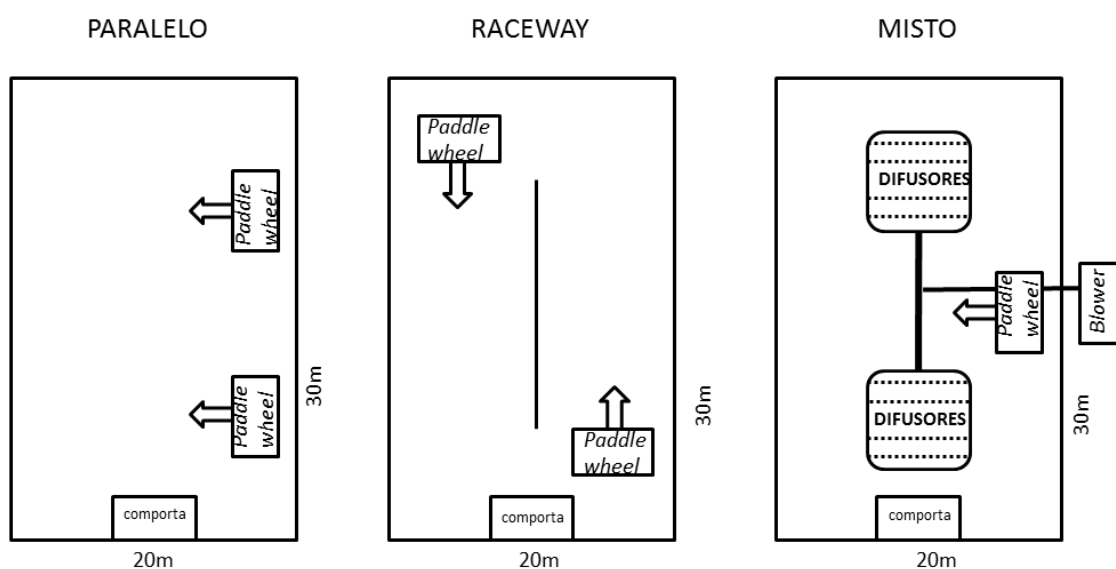 PARALELO
Paddle
wheel
Paddle
wheel
30m
comporta
20m
RACEWAY
Paddle
wheel
Paddle
wheel
30m
comporta
20m
MISTO
DIFUSORES
Paddle
wheel
Blower
DIFUSORES
30m
comporta
20m